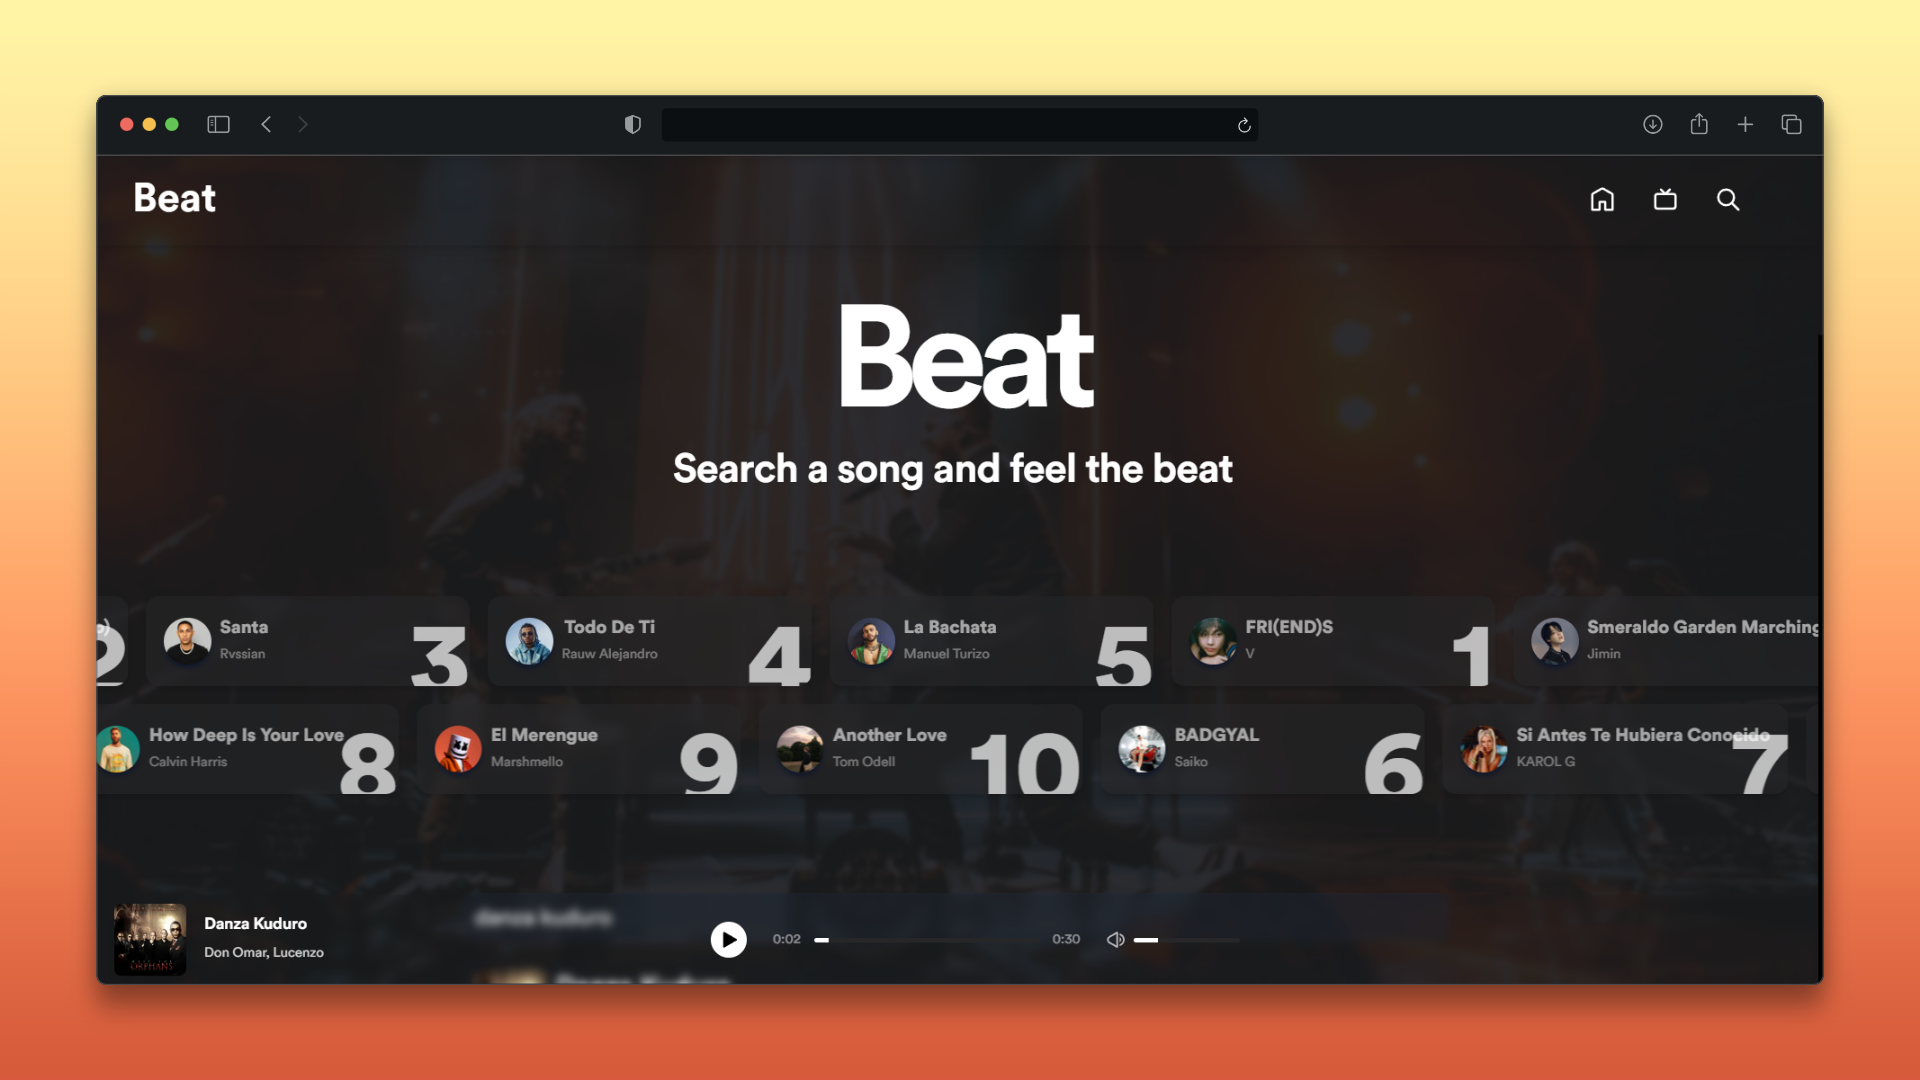 Beat
Beat
Search a song and feel the beat
2
Santa
Rvssian
3
Todo De Ti
Rauw Alejandro
4
La Bachata
Manuel Turizo
5
FRI(END)S
V
1
Smeraldo Garden Marching
Jimin
How Deep Is Your Love
Calvin Harris
8
El Merengue
Marshmello
9
Another Love
Tom Odell
10
BADGYAL
Saiko
6
Si Antes Te Hubiera Conocido
KAROL G
7
danza kuduro
Danza Kuduro
Don Omar, Lucenzo
0:02
0:30
ORPHANS